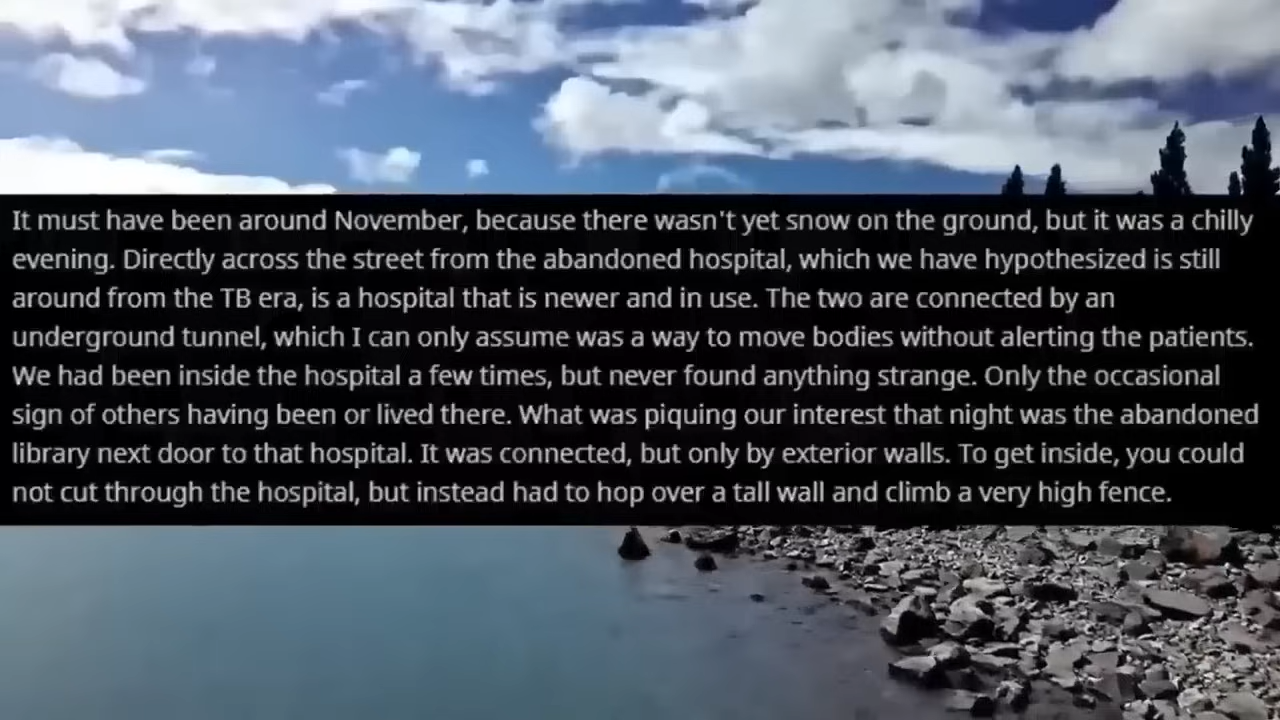 It must have been around November, because there wasn't yet snow on the ground, but it was a chilly
evening. Directly across the street from the abandoned hospital, which we have hypothesized is still
around from the TB era, is a hospital that is newer and in use. The two are connected by an
underground tunnel, which I can only assume was a way to move bodies without alerting the patients.
We had been inside the hospital a few times, but never found anything strange. Only the occasional
sign of others having been or lived there. What was piquing our interest that night was the abandoned
library next door to that hospital. It was connected, but only by exterior walls. To get inside, you could
not cut through the hospital, but instead had to hop over a tall wall and climb a very high fence.